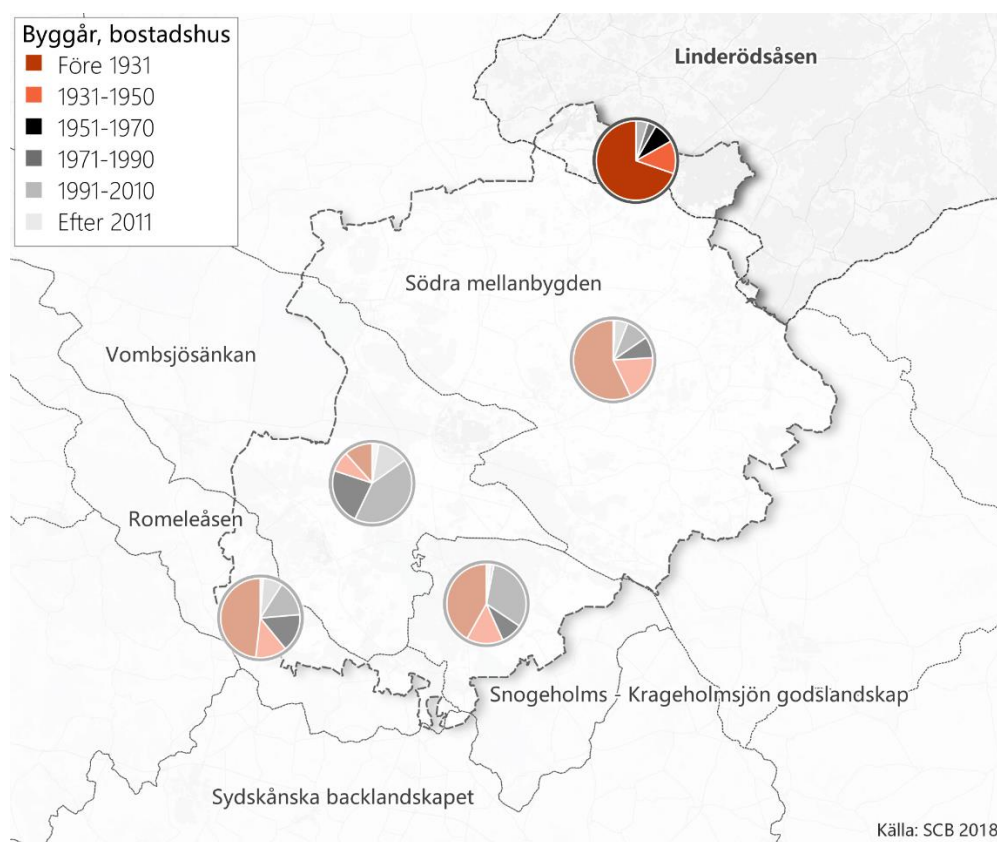 Byggår, bostadshus
Före 1931
1931-1950
1951-1970
1971-1990
1991-2010
Efter 2011
Linderödsåsen
Södra mellanbygden
Vombsjösänkan
Romeleåsen
Snogeholms - Krageholmsjön godslandskap
Sydskånska backlandskapet
Källa: SCB 2018